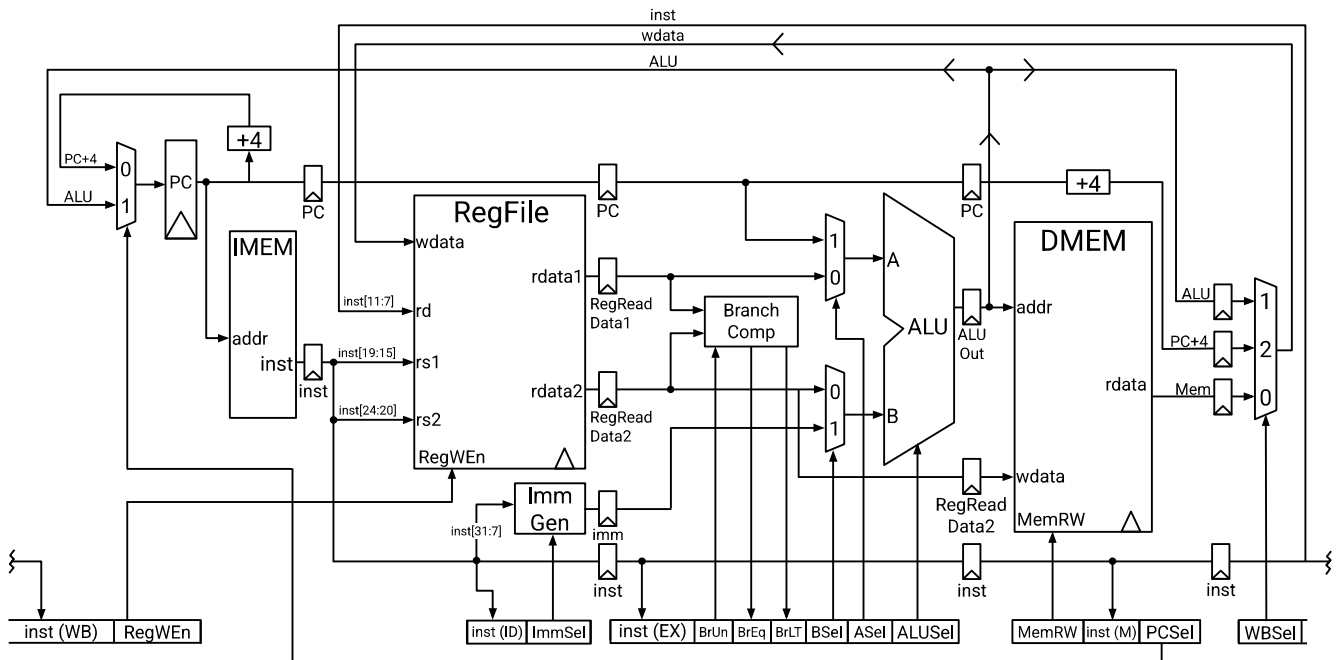 inst
wdata
ALU
+4
PC+4
0
ALU
1
PC
PC
PC
PC
+4
RegFile
wdata
rdata1
inst[11:7]
rd
inst[19:15]
rs1
rdata2
inst[24:20]
rs2
RegWEn
IMEM
addr
inst
inst
RegRead
Data1
RegRead
Data2
Branch
Comp
1
0
0
1
A
ALU
B
ALU
Out
DMEM
addr
rdata
wdata
MemRW
RegRead
Data2
ALU
1
PC+4
2
Mem
0
Imm
Gen
inst[31:7]
imm
inst
inst
inst
inst (WB)
RegWEn
inst (ID)
ImmSel
inst (EX)
BrUn
BrEq
BrLT
BSel
ASel
ALUSel
MemRW
inst (M)
PCSel
WBSel